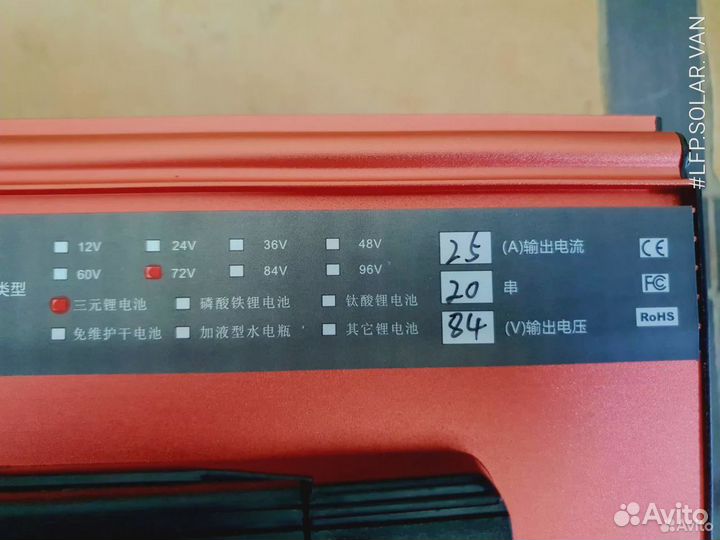 12V 24V 36V 48V 25 (A)输出电流 CE
60V 72V 84V 96V
类型 20 串 FC
三元锂电池 磷酸铁锂电池 钛酸锂电池
免维护干电池 加液型水电瓶 其它锂电池 84 (V)输出电压 RoHS
#LFP.SOLAR.VAN
Avito